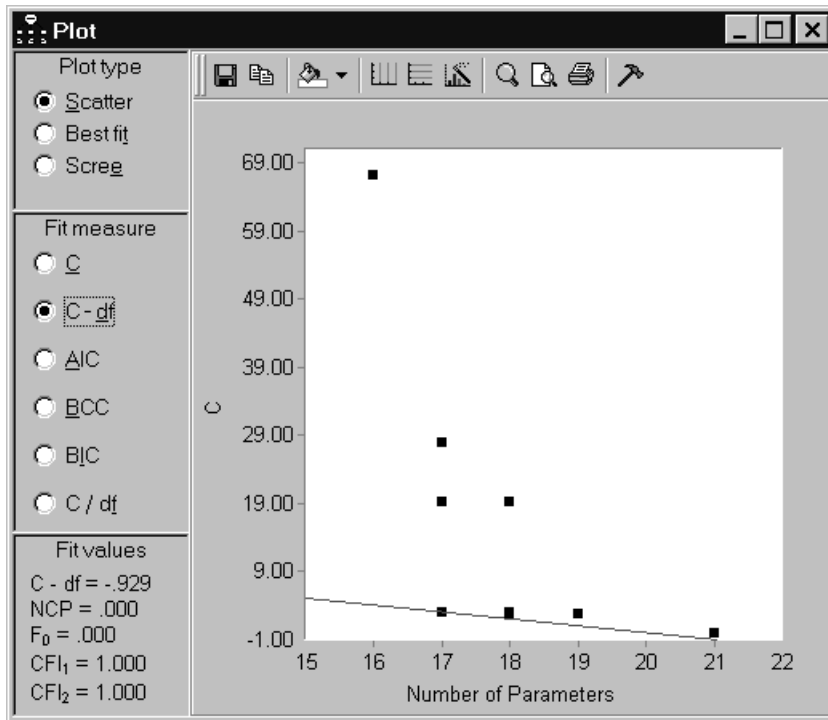 Plot
Plot type
Scatter
Best fit
Scree
Fit measure
C
C - df
AIC
BCC
BIC
C / df
Fit values
C - df = -.929
NCP = .000
F₀ = .000
CFI₁ = 1.000
CFI₂ = 1.000
C
69.00
59.00
49.00
39.00
29.00
19.00
9.00
-1.00
15 16 17 18 19 20 21 22
Number of Parameters